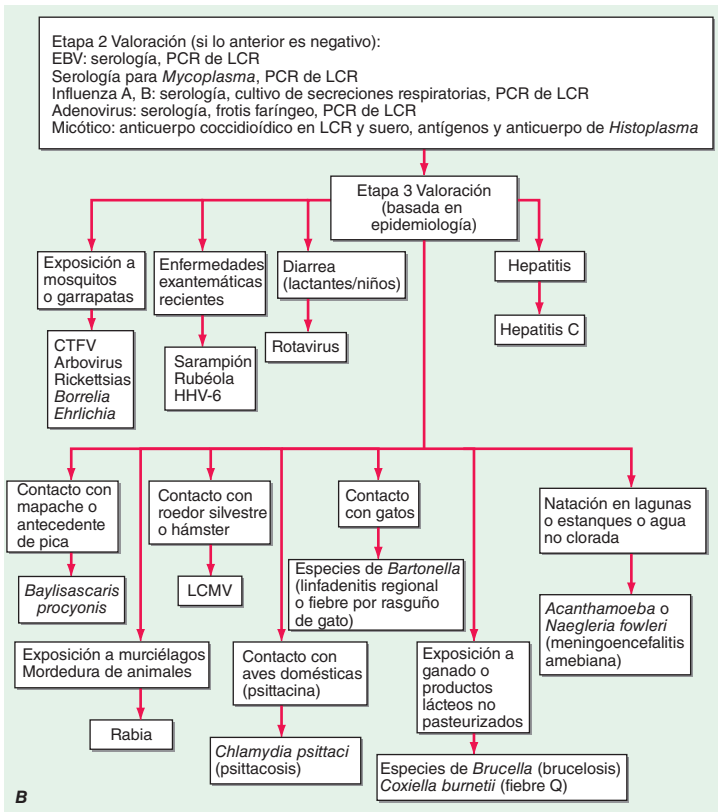 Etapa 2 Valoración (si lo anterior es negativo):
EBV: serología, PCR de LCR
Serología para Mycoplasma, PCR de LCR
Influenza A, B: serología, cultivo de secreciones respiratorias, PCR de LCR
Adenovirus: serología, frotis faríngeo, PCR de LCR
Micótico: anticuerpo coccidioídico en LCR y suero, antígenos y anticuerpo de Histoplasma
Etapa 3 Valoración
(basada en
epidemiología)
Exposición a
mosquitos
o garrapatas
Enfermedades
exantemáticas
recientes
Diarrea
(lactantes/niños)
Hepatitis
CTFV
Arbovirus
Rickettsias
Borrelia
Ehrlichia
Sarampión
Rubéola
HHV-6
Rotavirus
Hepatitis C
Contacto con
mapache o
antecedente
de pica
Contacto con
roedor silvestre
o hámster
Contacto
con gatos
Natación en lagunas
o estanques o agua
no clorada
Baylisascaris
procyonis
LCMV
Especies de Bartonella
(linfadenitis regional
o fiebre por rasguño
de gato)
Acanthamoeba o
Naegleria fowleri
(meningoencefalitis
amebiana)
Exposición a murciélagos
Mordedura de animales
Contacto con
aves domésticas
(psittacina)
Exposición a
ganado o
productos
lácteos no
pasteurizados
Rabia
Chlamydia psittaci
(psittacosis)
Especies de Brucella (brucelosis)
Coxiella burnetii (fiebre Q)
B